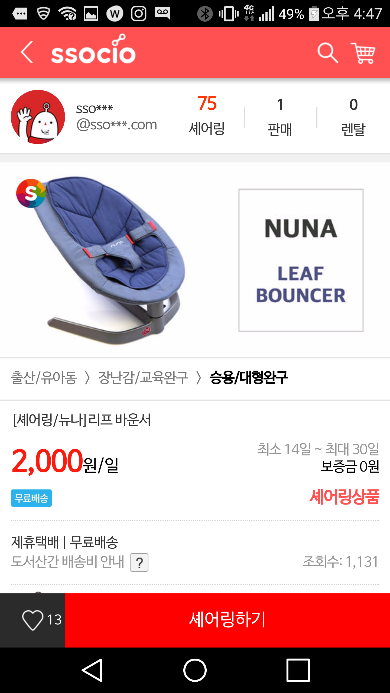 4G 49% 오후 4:47
ssocio
sso***
@sso***.com
75 1 0
셰어링 판매 렌탈
S
nuna
NUNA
LEAF
BOUNCER
출산/유아동 > 장난감/교육완구 > 승용/대형완구
[셰어링/뉴나]리프 바운서
최소 14일 ~ 최대 30일
2,000원/일
보증금 0원
무료배송
셰어링상품
제휴택배 | 무료배송
도서산간 배송비 안내 ? 조회수: 1,131
13 셰어링하기